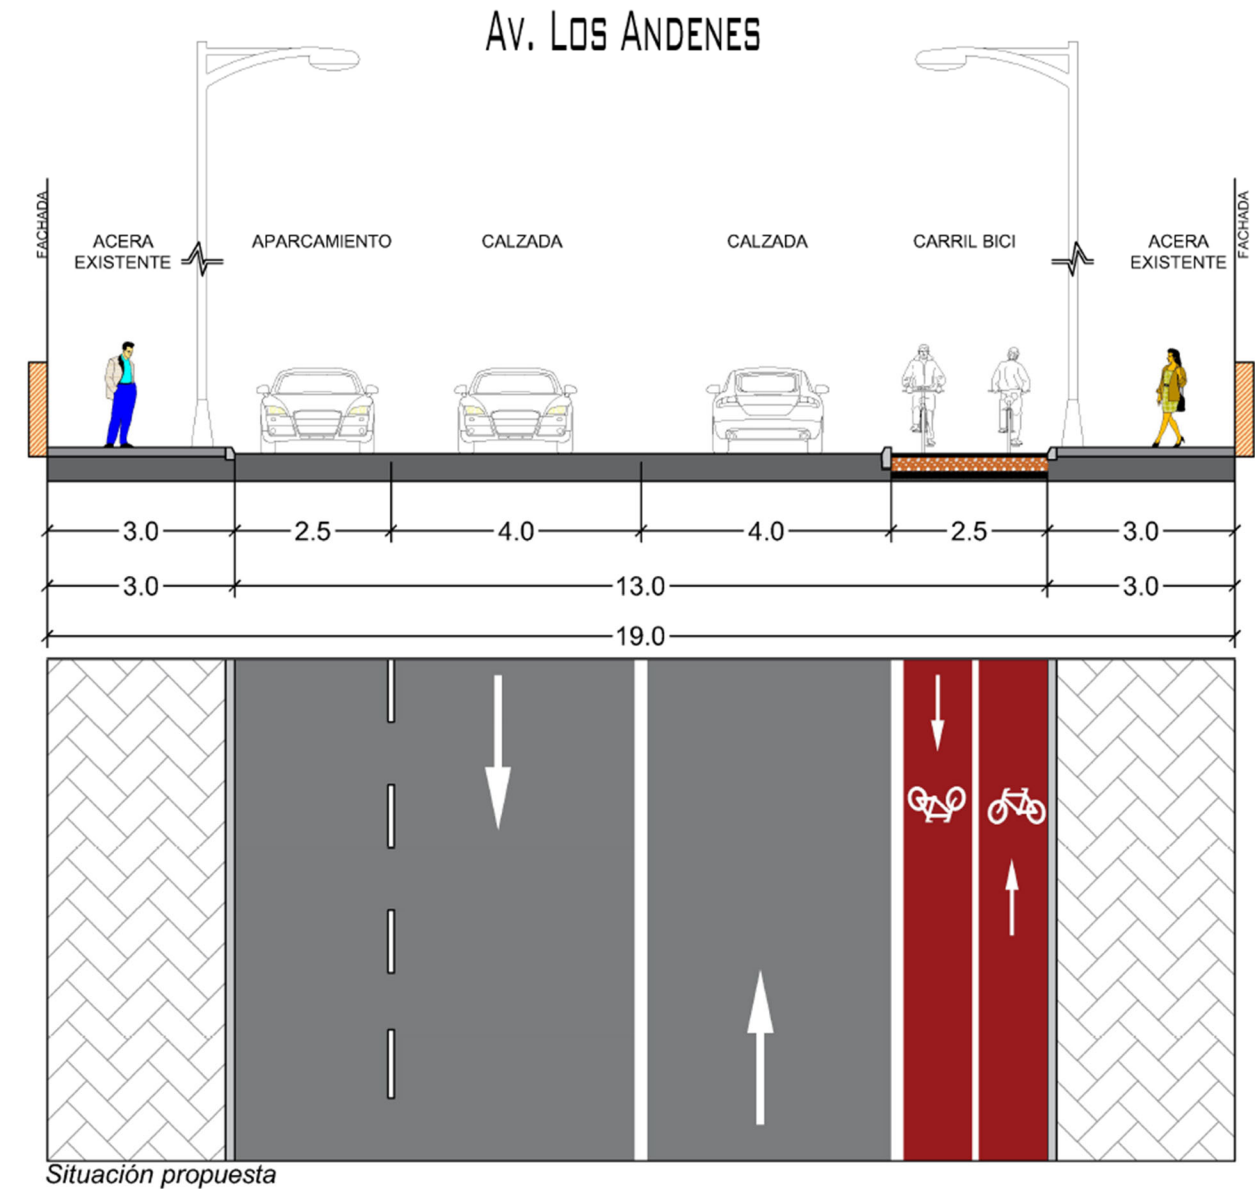 AV. LOS ANDENES
FACHADA
ACERA
EXISTENTE
APARCAMIENTO
CALZADA
CALZADA
CARRIL BICI
ACERA
EXISTENTE
FACHADA
3.0 2.5 4.0 4.0 2.5 3.0
3.0 13.0 3.0
19.0
Situación propuesta